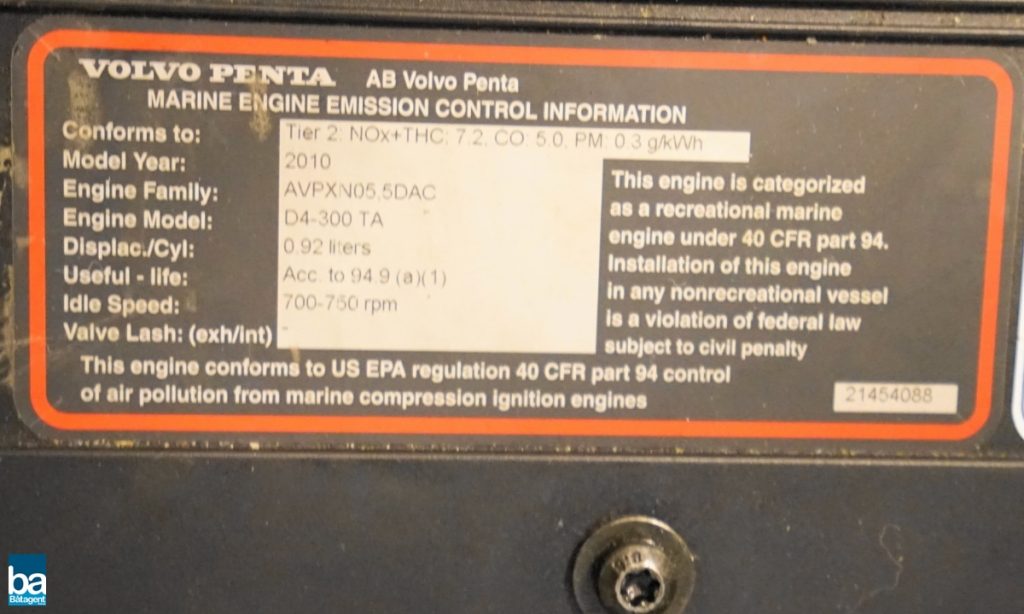 VOLVO PENTA AB Volvo Penta
MARINE ENGINE EMISSION CONTROL INFORMATION
Conforms to: Tier 2: NOx+THC: 7.2, CO: 5.0, PM: 0.3 g/kWh
Model Year: 2010
Engine Family: AVPXN05,5DAC
Engine Model: D4-300 TA
Displac./Cyl: 0.92 liters
Useful - life: Acc. to 94.9 (a)(1)
Idle Speed: 700-750 rpm
Valve Lash: (exh/int) -
This engine is categorized
as a recreational marine
engine under 40 CFR part 94.
Installation of this engine
in any nonrecreational vessel
is a violation of federal law
subject to civil penalty
This engine conforms to US EPA regulation 40 CFR part 94 control
of air pollution from marine compression ignition engines
21454088
ba
Båtagent